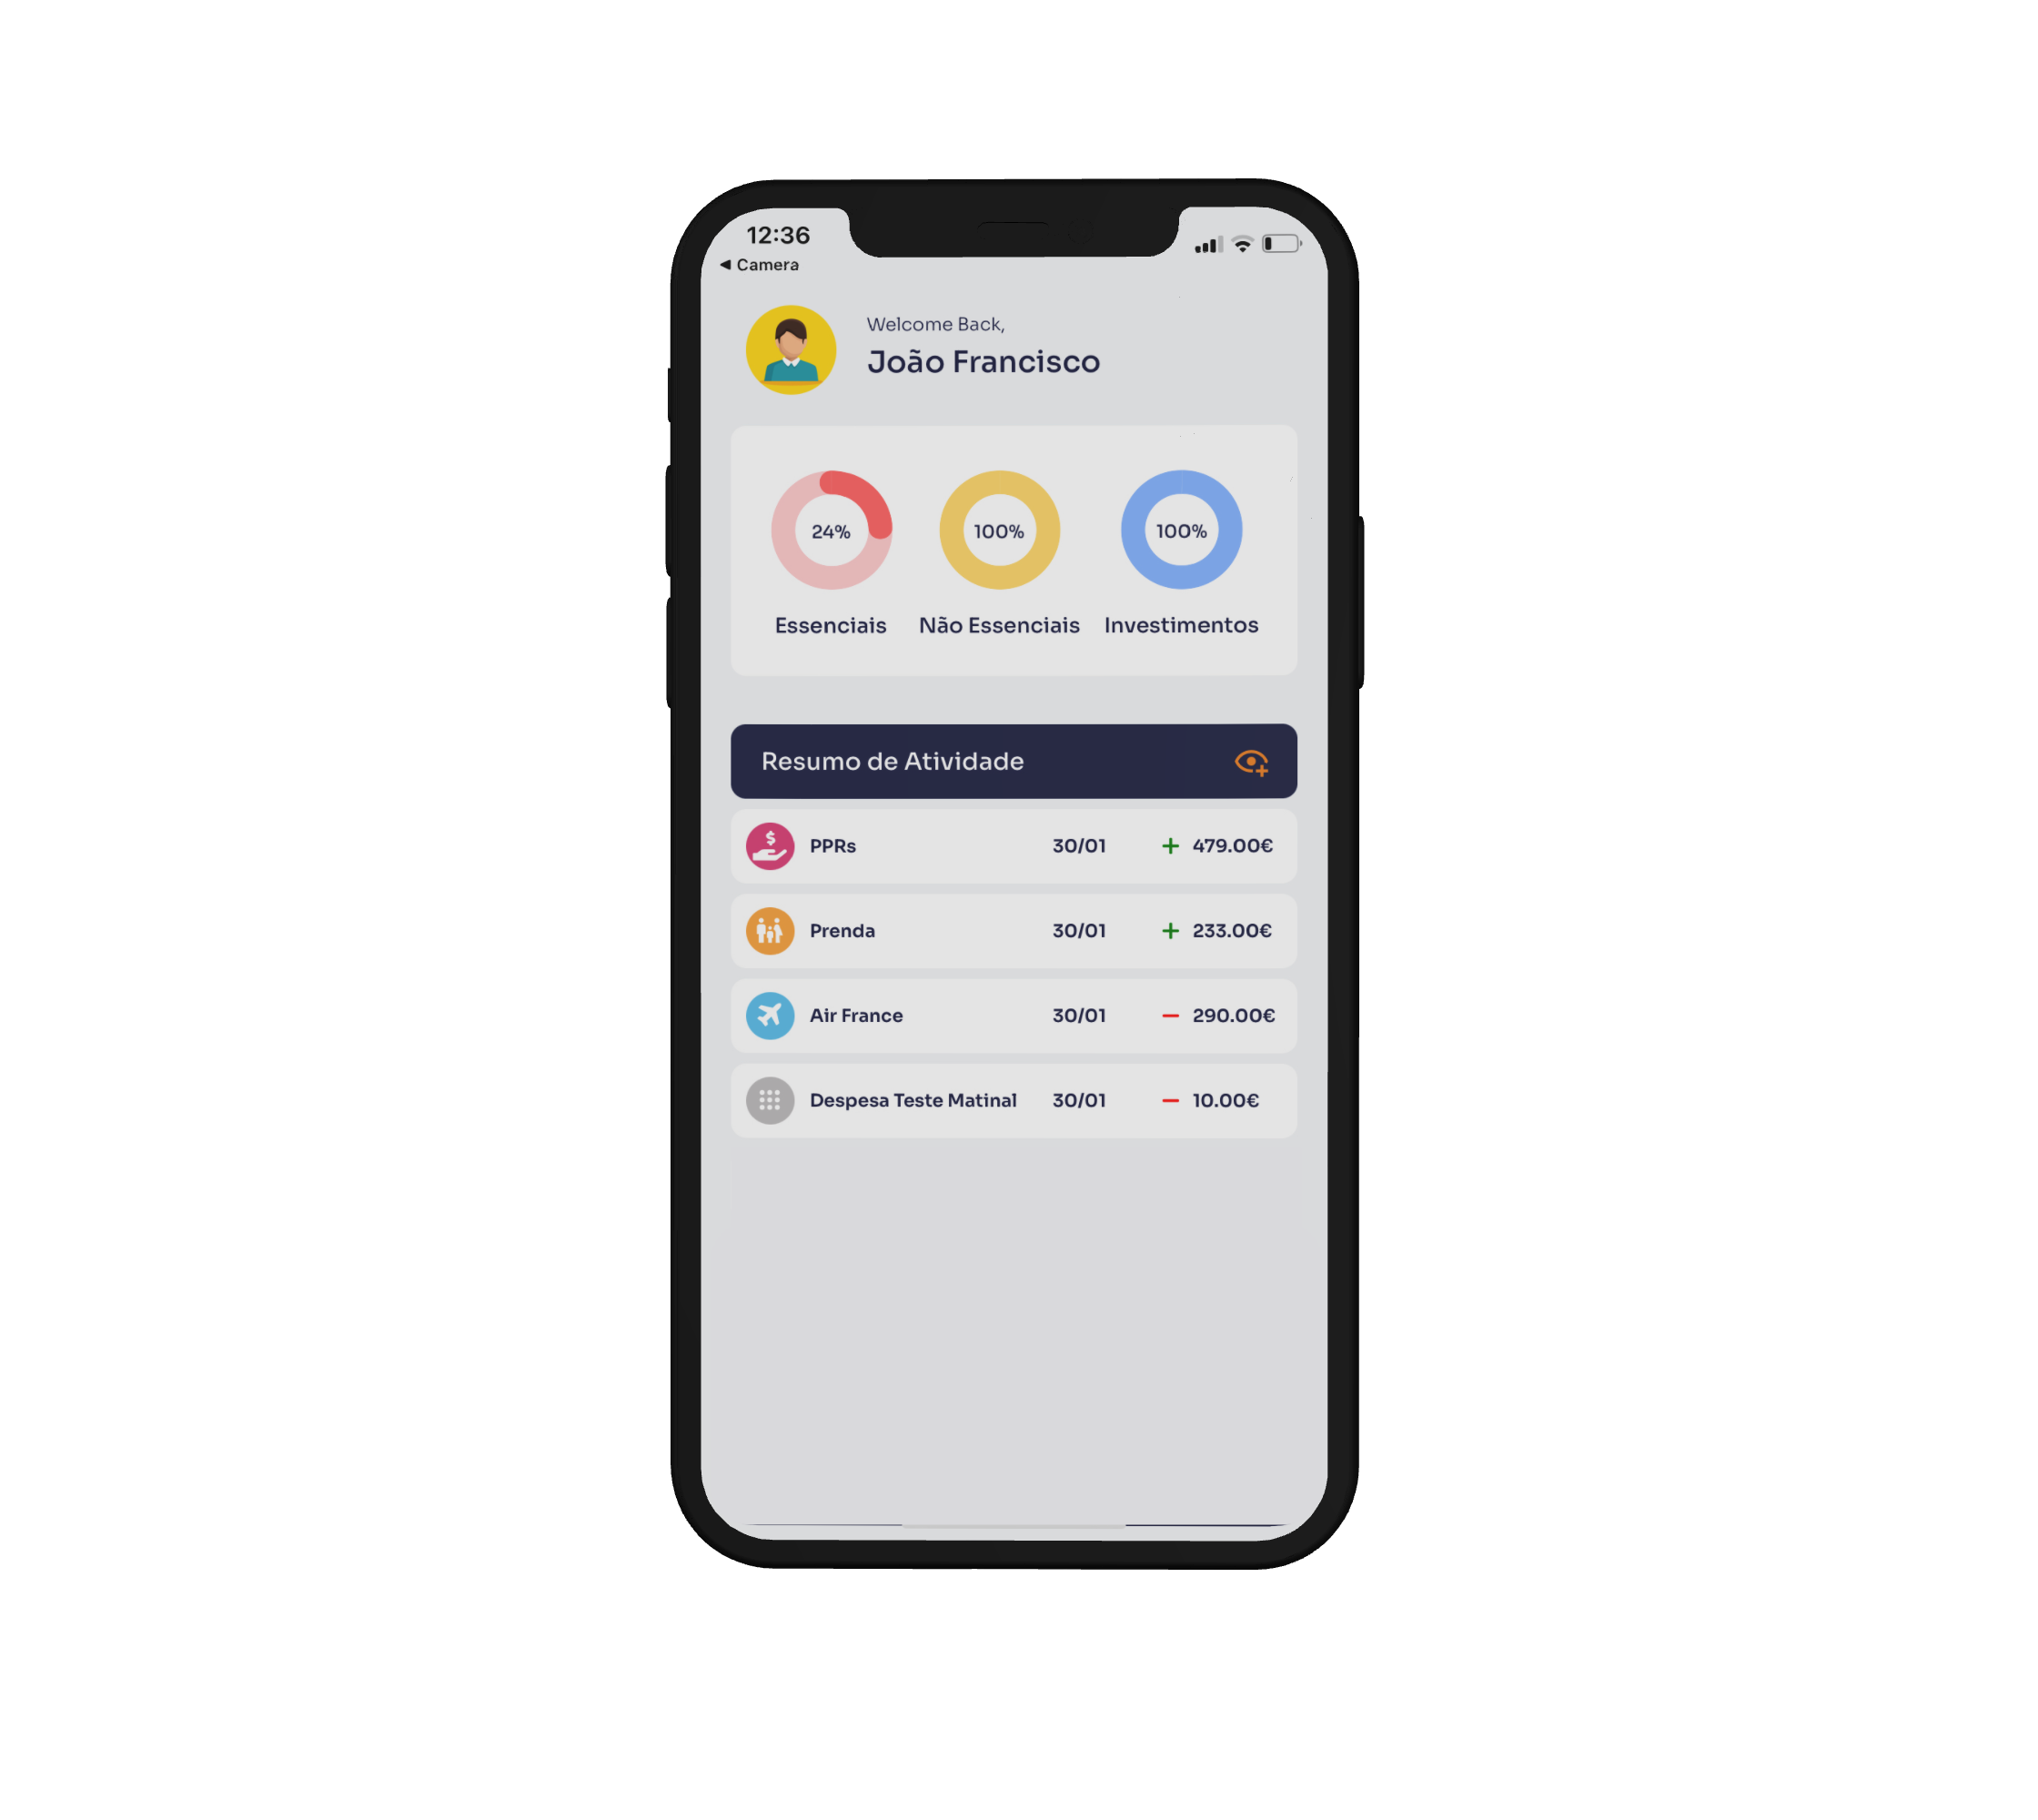 12:36
◀ Camera
Welcome Back,
João Francisco
24%
100%
100%
Essenciais
Não Essenciais
Investimentos
Resumo de Atividade
PPRs 30/01 + 479.00€
Prenda 30/01 + 233.00€
Air France 30/01 − 290.00€
Despesa Teste Matinal 30/01 − 10.00€